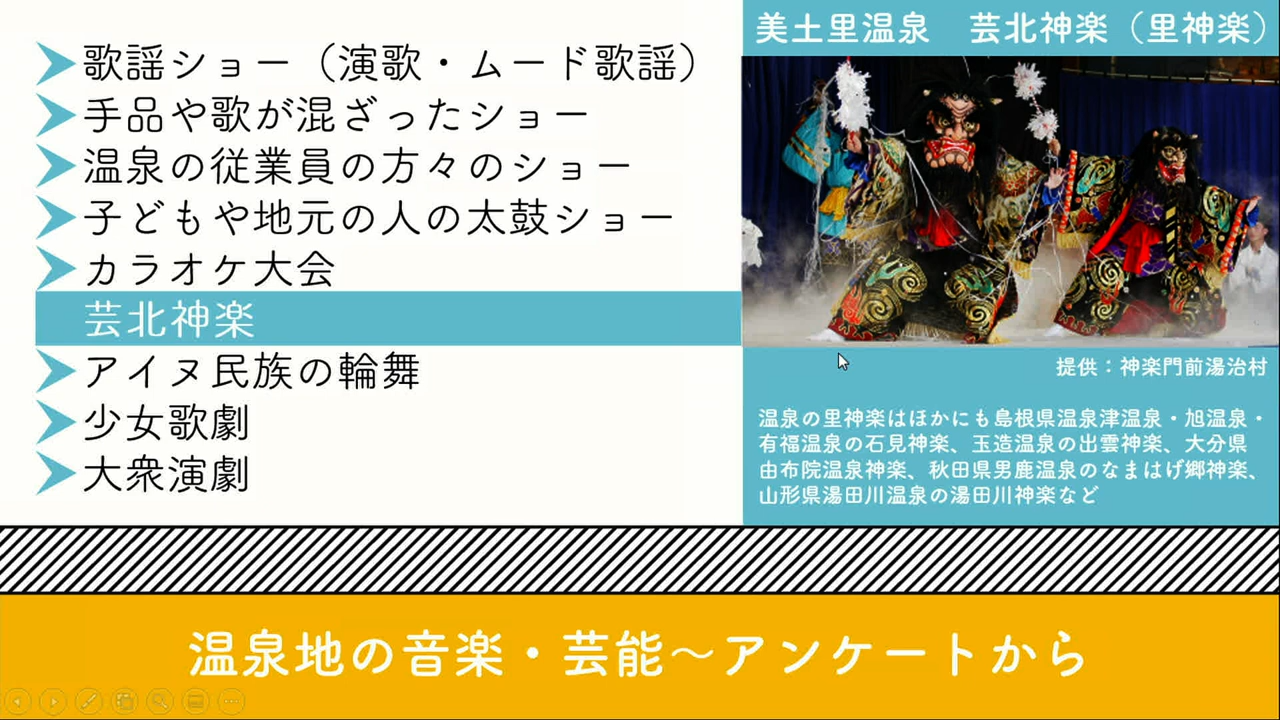 歌謡ショー（演歌・ムード歌謡）
手品や歌が混ざったショー
温泉の従業員の方々のショー
子どもや地元の人の太鼓ショー
カラオケ大会
芸北神楽
アイヌ民族の輪舞
少女歌劇
大衆演劇
美土里温泉　芸北神楽（里神楽）
提供：神楽門前湯治村
温泉の里神楽はほかにも島根県温泉津温泉・旭温泉・
有福温泉の石見神楽、玉造温泉の出雲神楽、大分県
由布院温泉神楽、秋田県男鹿温泉のなまはげ郷神楽、
山形県湯田川温泉の湯田川神楽など
温泉地の音楽・芸能～アンケートから